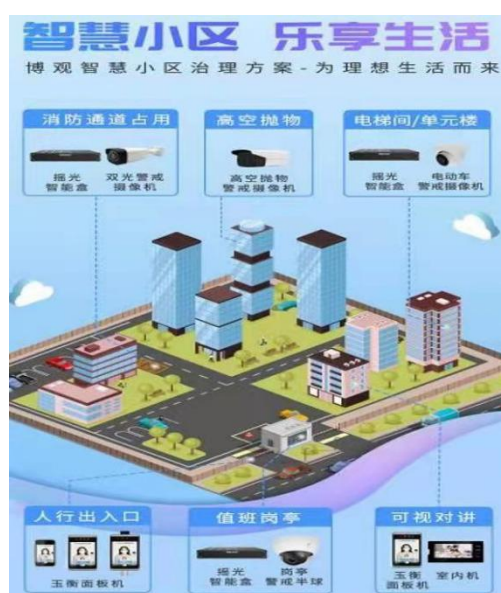 智慧小区 乐享生活
博观智慧小区治理方案-为理想生活而来
消防通道占用
摇光
智能盒
双光警戒
摄像机
高空抛物
高空抛物
警戒摄像机
电梯间/单元楼
摇光
智能盒
电动车
警戒摄像机
人行出入口
玉衡面板机
值班岗亭
摇光
智能盒
岗亭
警戒半球
可视对讲
玉衡
面板机
室内机